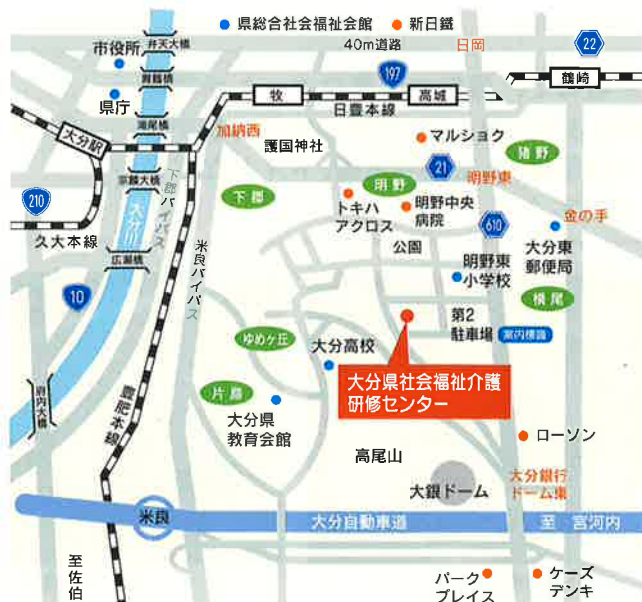 県総合社会福祉会館
新日鐵
市役所
弁天大橋
40m道路
日岡
22
舞鶴橋
197
鶴崎
県庁
牧
高城
日豊本線
滝尾橋
大分駅
加納西
護国神社
マルショク
猪野
21
宗麟大橋
下郡バイパス
下郡
明野
明野東
210
大分川
トキハ
アクロス
明野中央
病院
610
金の手
久大本線
米良バイパス
公園
大分東
郵便局
広瀬橋
明野東
小学校
10
横尾
第2
駐車場
案内標識
ゆめケ丘
大分高校
府内大橋
豊肥本線
片島
大分県社会福祉介護
研修センター
大分県
教育会館
ローソン
高尾山
大銀ドーム
大分銀行
ドーム東
米良
大分自動車道
至 宮河内
至佐伯
パーク
プレイス
ケーズ
デンキ